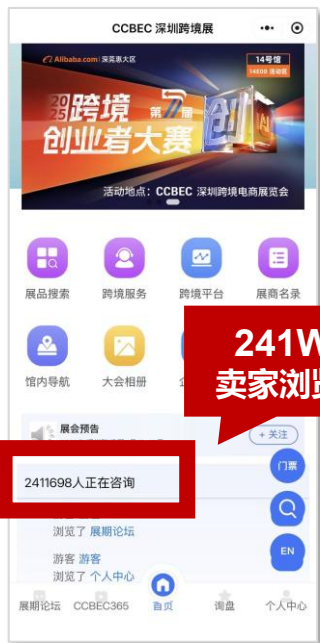 CCBEC 深圳跨境展
Alibaba.com 深莞惠大区
14号馆
14E08 活动区
2025 跨境 第7届
创业者大赛 创
活动地点：CCBEC 深圳跨境电商展览会
展品搜索 跨境服务 跨境平台 展商名录
241W
卖家浏览
馆内导航 大会相册
展会预告
+ 关注
门票
2411698人正在咨询
浏览了 展期论坛
EN
游客 游客
浏览了 个人中心
展期论坛 CCBEC365 首页 询盘 个人中心